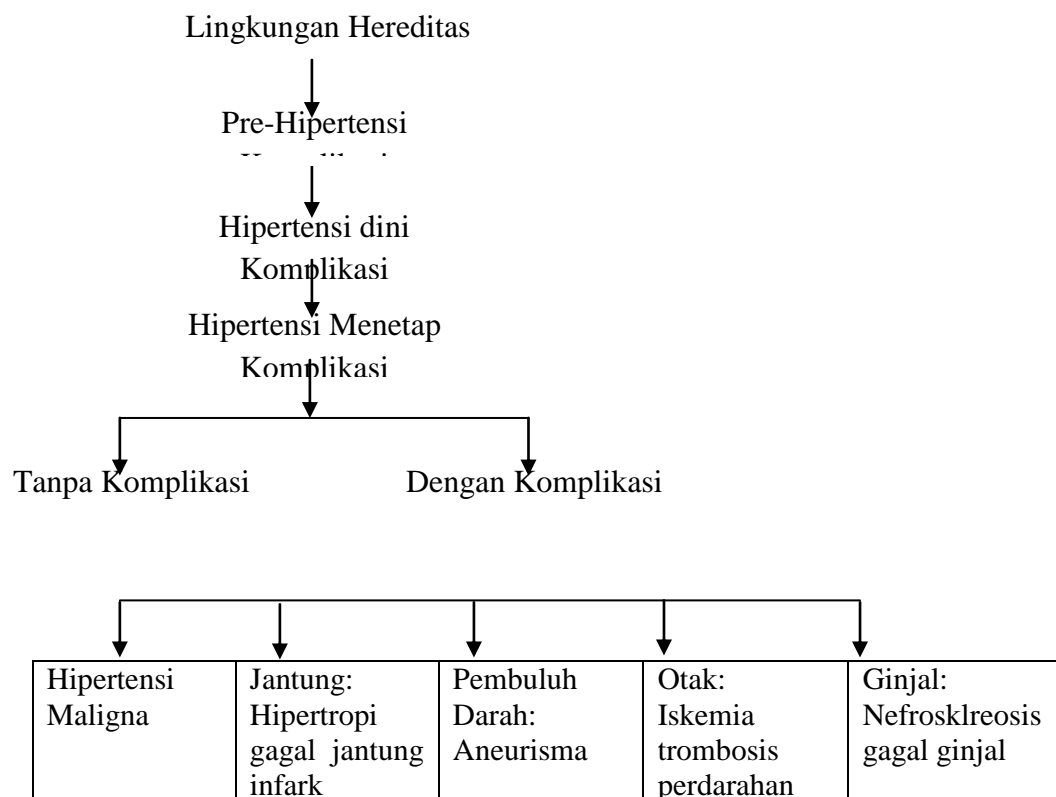 Lingkungan Hereditas
Pre-Hipertensi
Hipertensi dini
Komplikasi
Hipertensi Menetap
Komplikasi
Tanpa Komplikasi
Dengan Komplikasi
Hipertensi
Maligna
Jantung:
Hipertropi
gagal jantung
infark
Pembuluh
Darah:
Aneurisma
Otak:
Iskemia
trombosis
perdarahan
Ginjal:
Nefrosklreosis
gagal ginjal